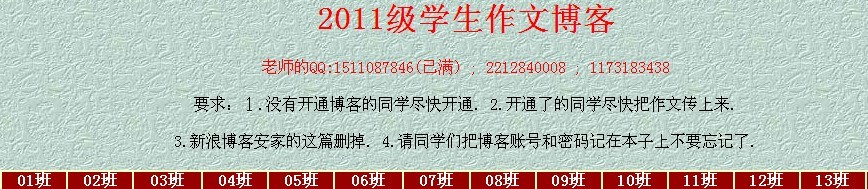 2011级学生作文博客
老师的QQ:1511087846(已满) , 2212840008 , 1173183438
要求: 1.没有开通博客的同学尽快开通. 2.开通了的同学尽快把作文传上来.
3.新浪博客安家的这篇删掉. 4.请同学们把博客账号和密码记在本子上不要忘记了.
01班 02班 03班 04班 05班 06班 07班 08班 09班 10班 11班 12班 13班